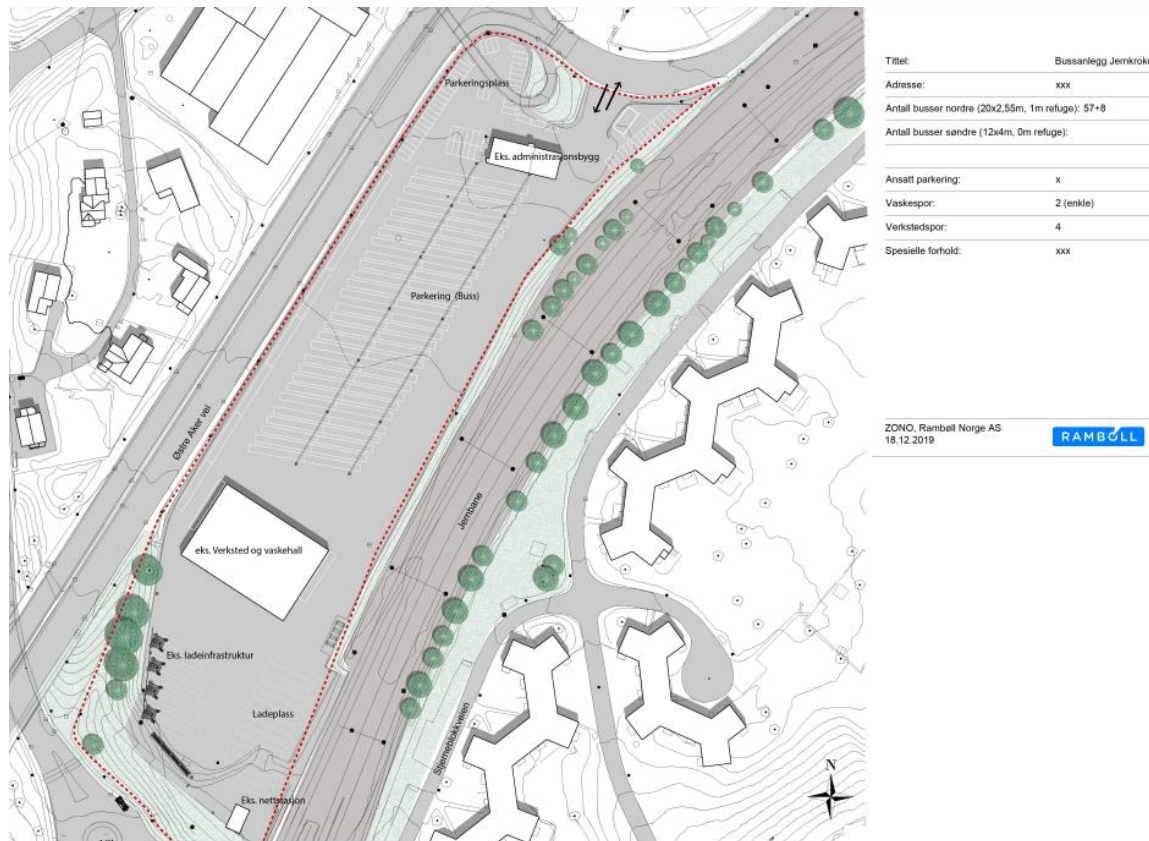 Parkeringsplass
Eks. administrasjonsbygg
Parkering (Buss)
Østre Aker vei
eks. Verksted og vaskehall
Jernbane
Eks. ladeinfrastruktur
Ladeplass
Stjerneblokkveien
Eks. nettstasjon
N
Tittel: Bussanlegg Jernkroke
Adresse: xxx
Antall busser nordre (20x2,55m, 1m refuge): 57+8
Antall busser søndre (12x4m, 0m refuge):
Ansatt parkering: x
Vaskespor: 2 (enkle)
Verkstedspor: 4
Spesielle forhold: xxx
ZONO, Rambøll Norge AS
18.12.2019
RAMBOLL